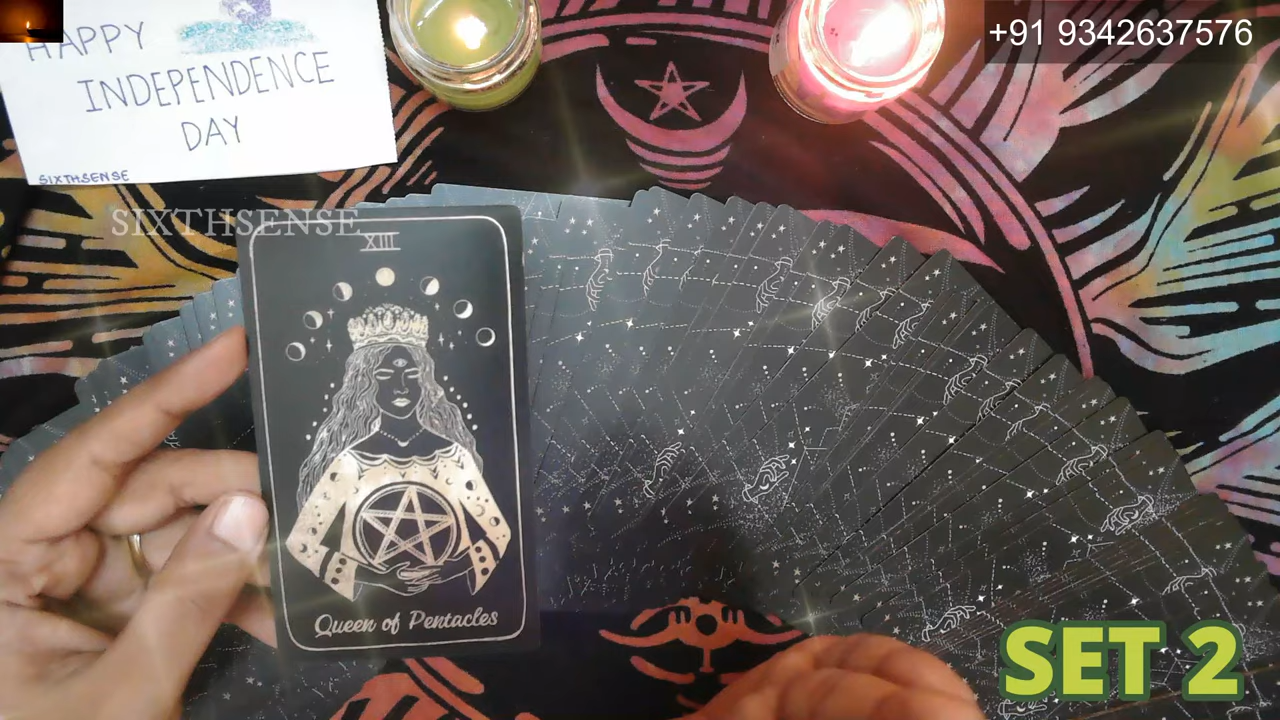 +91 9342637576
HAPPY
INDEPENDENCE
DAY
SIXTHSENSE
SIXTHSENSE
XIII
Queen of Pentacles
SET 2